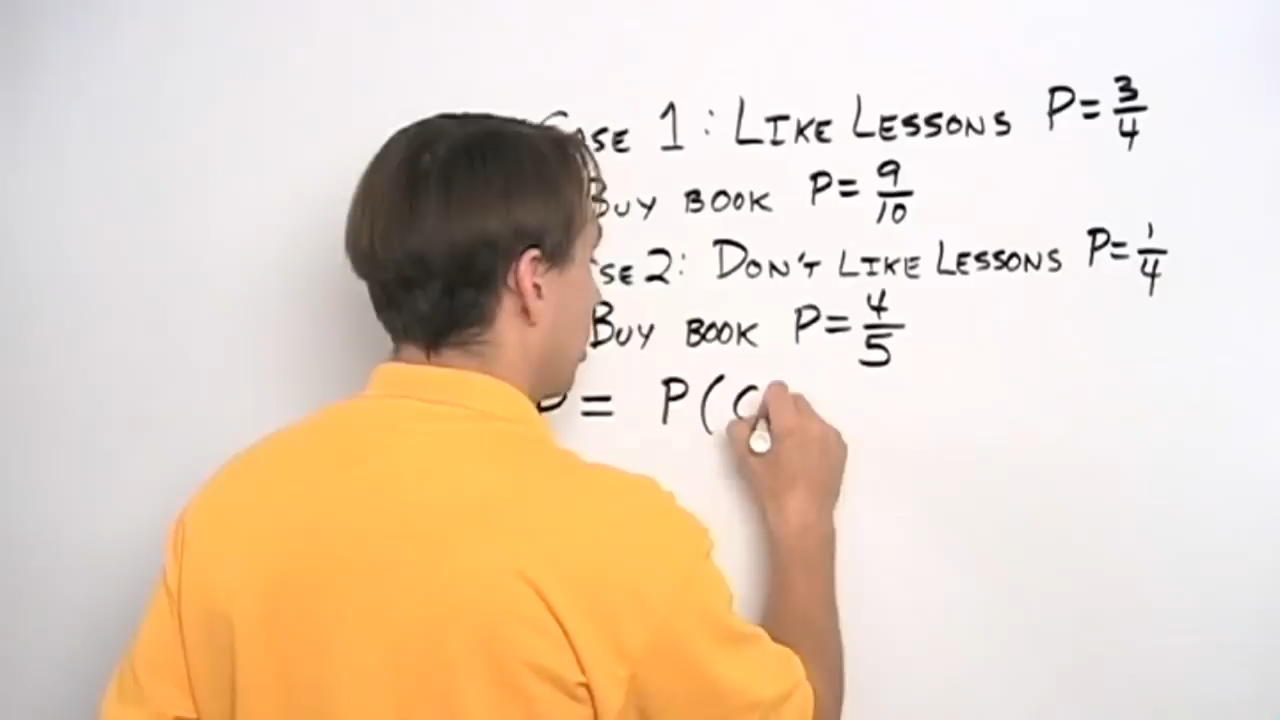 CASE 1: LIKE LESSONS P=3/4
BUY BOOK P=9/10
SE 2: DON'T LIKE LESSONS P=1/4
BUY BOOK P=4/5
P = P(C